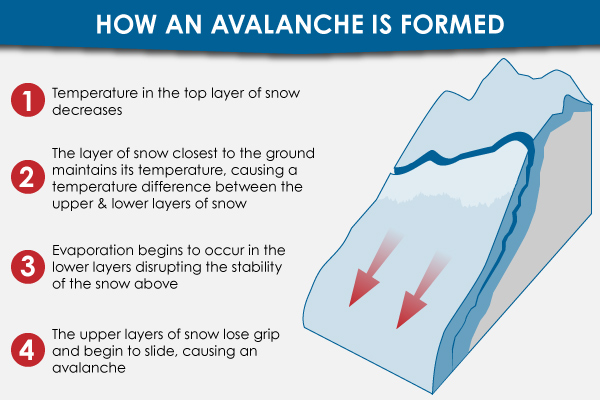 HOW AN AVALANCHE IS FORMED
1
Temperature in the top layer of snow
decreases
2
The layer of snow closest to the ground
maintains its temperature, causing a
temperature difference between the
upper & lower layers of snow
3
Evaporation begins to occur in the
lower layers disrupting the stability
of the snow above
4
The upper layers of snow lose grip
and begin to slide, causing an
avalanche